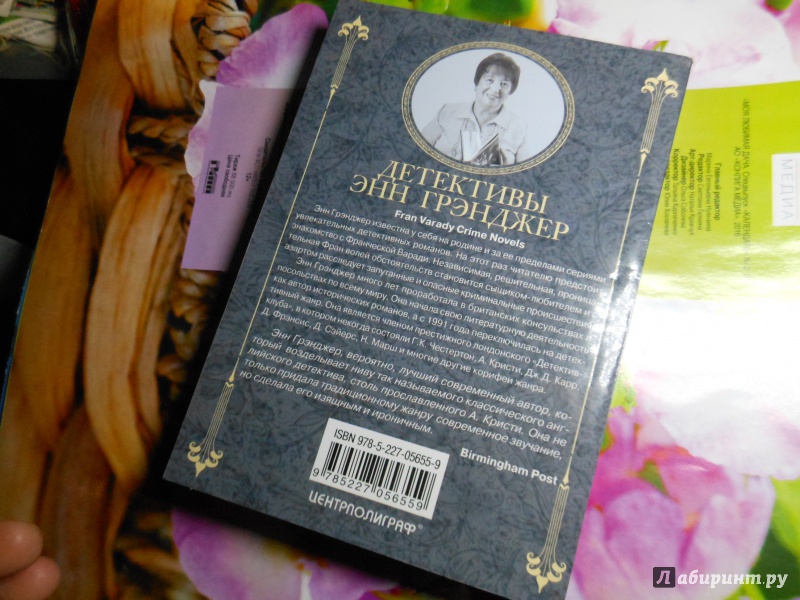 ДЕТЕКТИВЫ
ЭНН ГРЭНДЖЕР
Fran Varady Crime Novels
Энн Грэнджер известна у себя на родине и за ее пределами сериями
увлекательных детективных романов. На этот раз читателю предстоит
знакомство с Франческой Варади. Независимая, решительная, проница-
тельная Фран волей обстоятельств становится сыщиком-любителем и с
азартом расследует запутанные и опасные криминальные происшествия.
Энн Грэнджер много лет проработала в британских консульствах и
посольствах по всему миру. Она начала свою литературную деятельность
как автор исторических романов, а с 1991 года переключилась на детек-
тивный жанр. Она является членом престижного лондонского «Детектив-
клуба», в котором некогда состояли Г.К. Честертон, А. Кристи, Дж.Д. Карр,
Д. Фрэнсис, Д. Сэйерс, Н. Марш и многие другие корифеи жанра.
Энн Грэнджер, вероятно, лучший современный автор, ко-
торый возделывает ниву так называемого классического анг-
лийского детектива, столь прославленного А. Кристи. Она не
только придала традиционному жанру современное звучание,
но сделала его изящным и ироничным.
Birmingham Post
ISBN 978-5-227-05655-9
9 785227 056559
ЦЕНТРПОЛИГРАФ
МЕДИА
Главный редактор
Лабиринт.ру